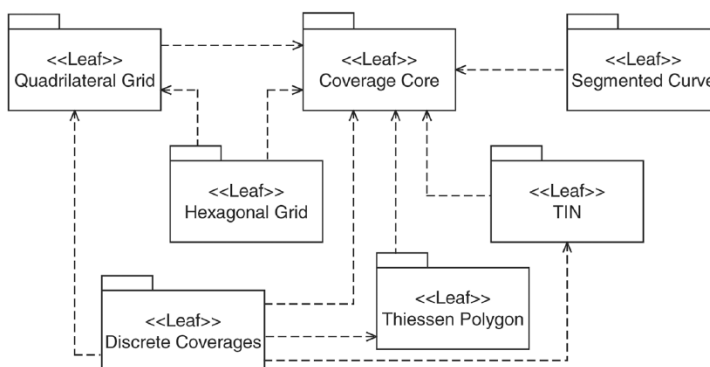 <<Leaf>>
Quadrilateral Grid
<<Leaf>>
Coverage Core
<<Leaf>>
Segmented Curve
<<Leaf>>
Hexagonal Grid
<<Leaf>>
TIN
<<Leaf>>
Discrete Coverages
<<Leaf>>
Thiessen Polygon